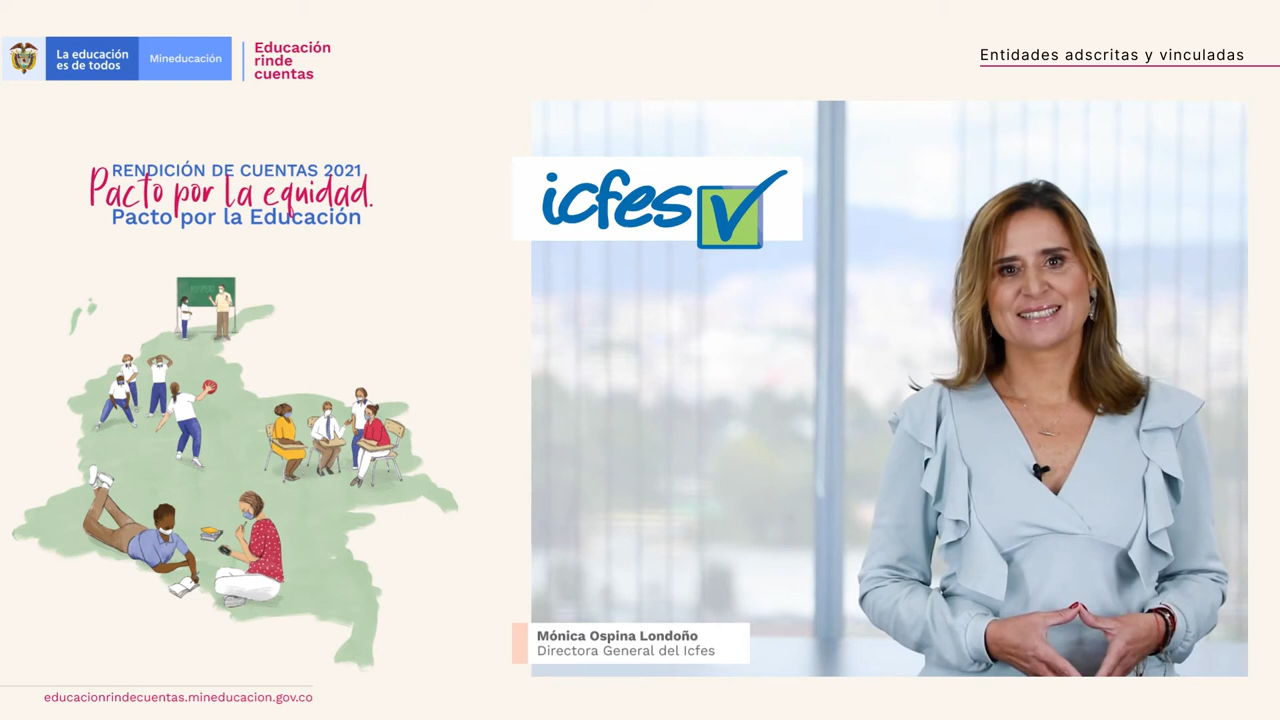 La educación
es de todos
Mineducación
Educación
rinde
cuentas
Entidades adscritas y vinculadas
RENDICIÓN DE CUENTAS 2021
Pacto por la equidad.
Pacto por la Educación
icfes
Mónica Ospina Londoño
Directora General del Icfes
educacionrindecuentas.mineducacion.gov.co